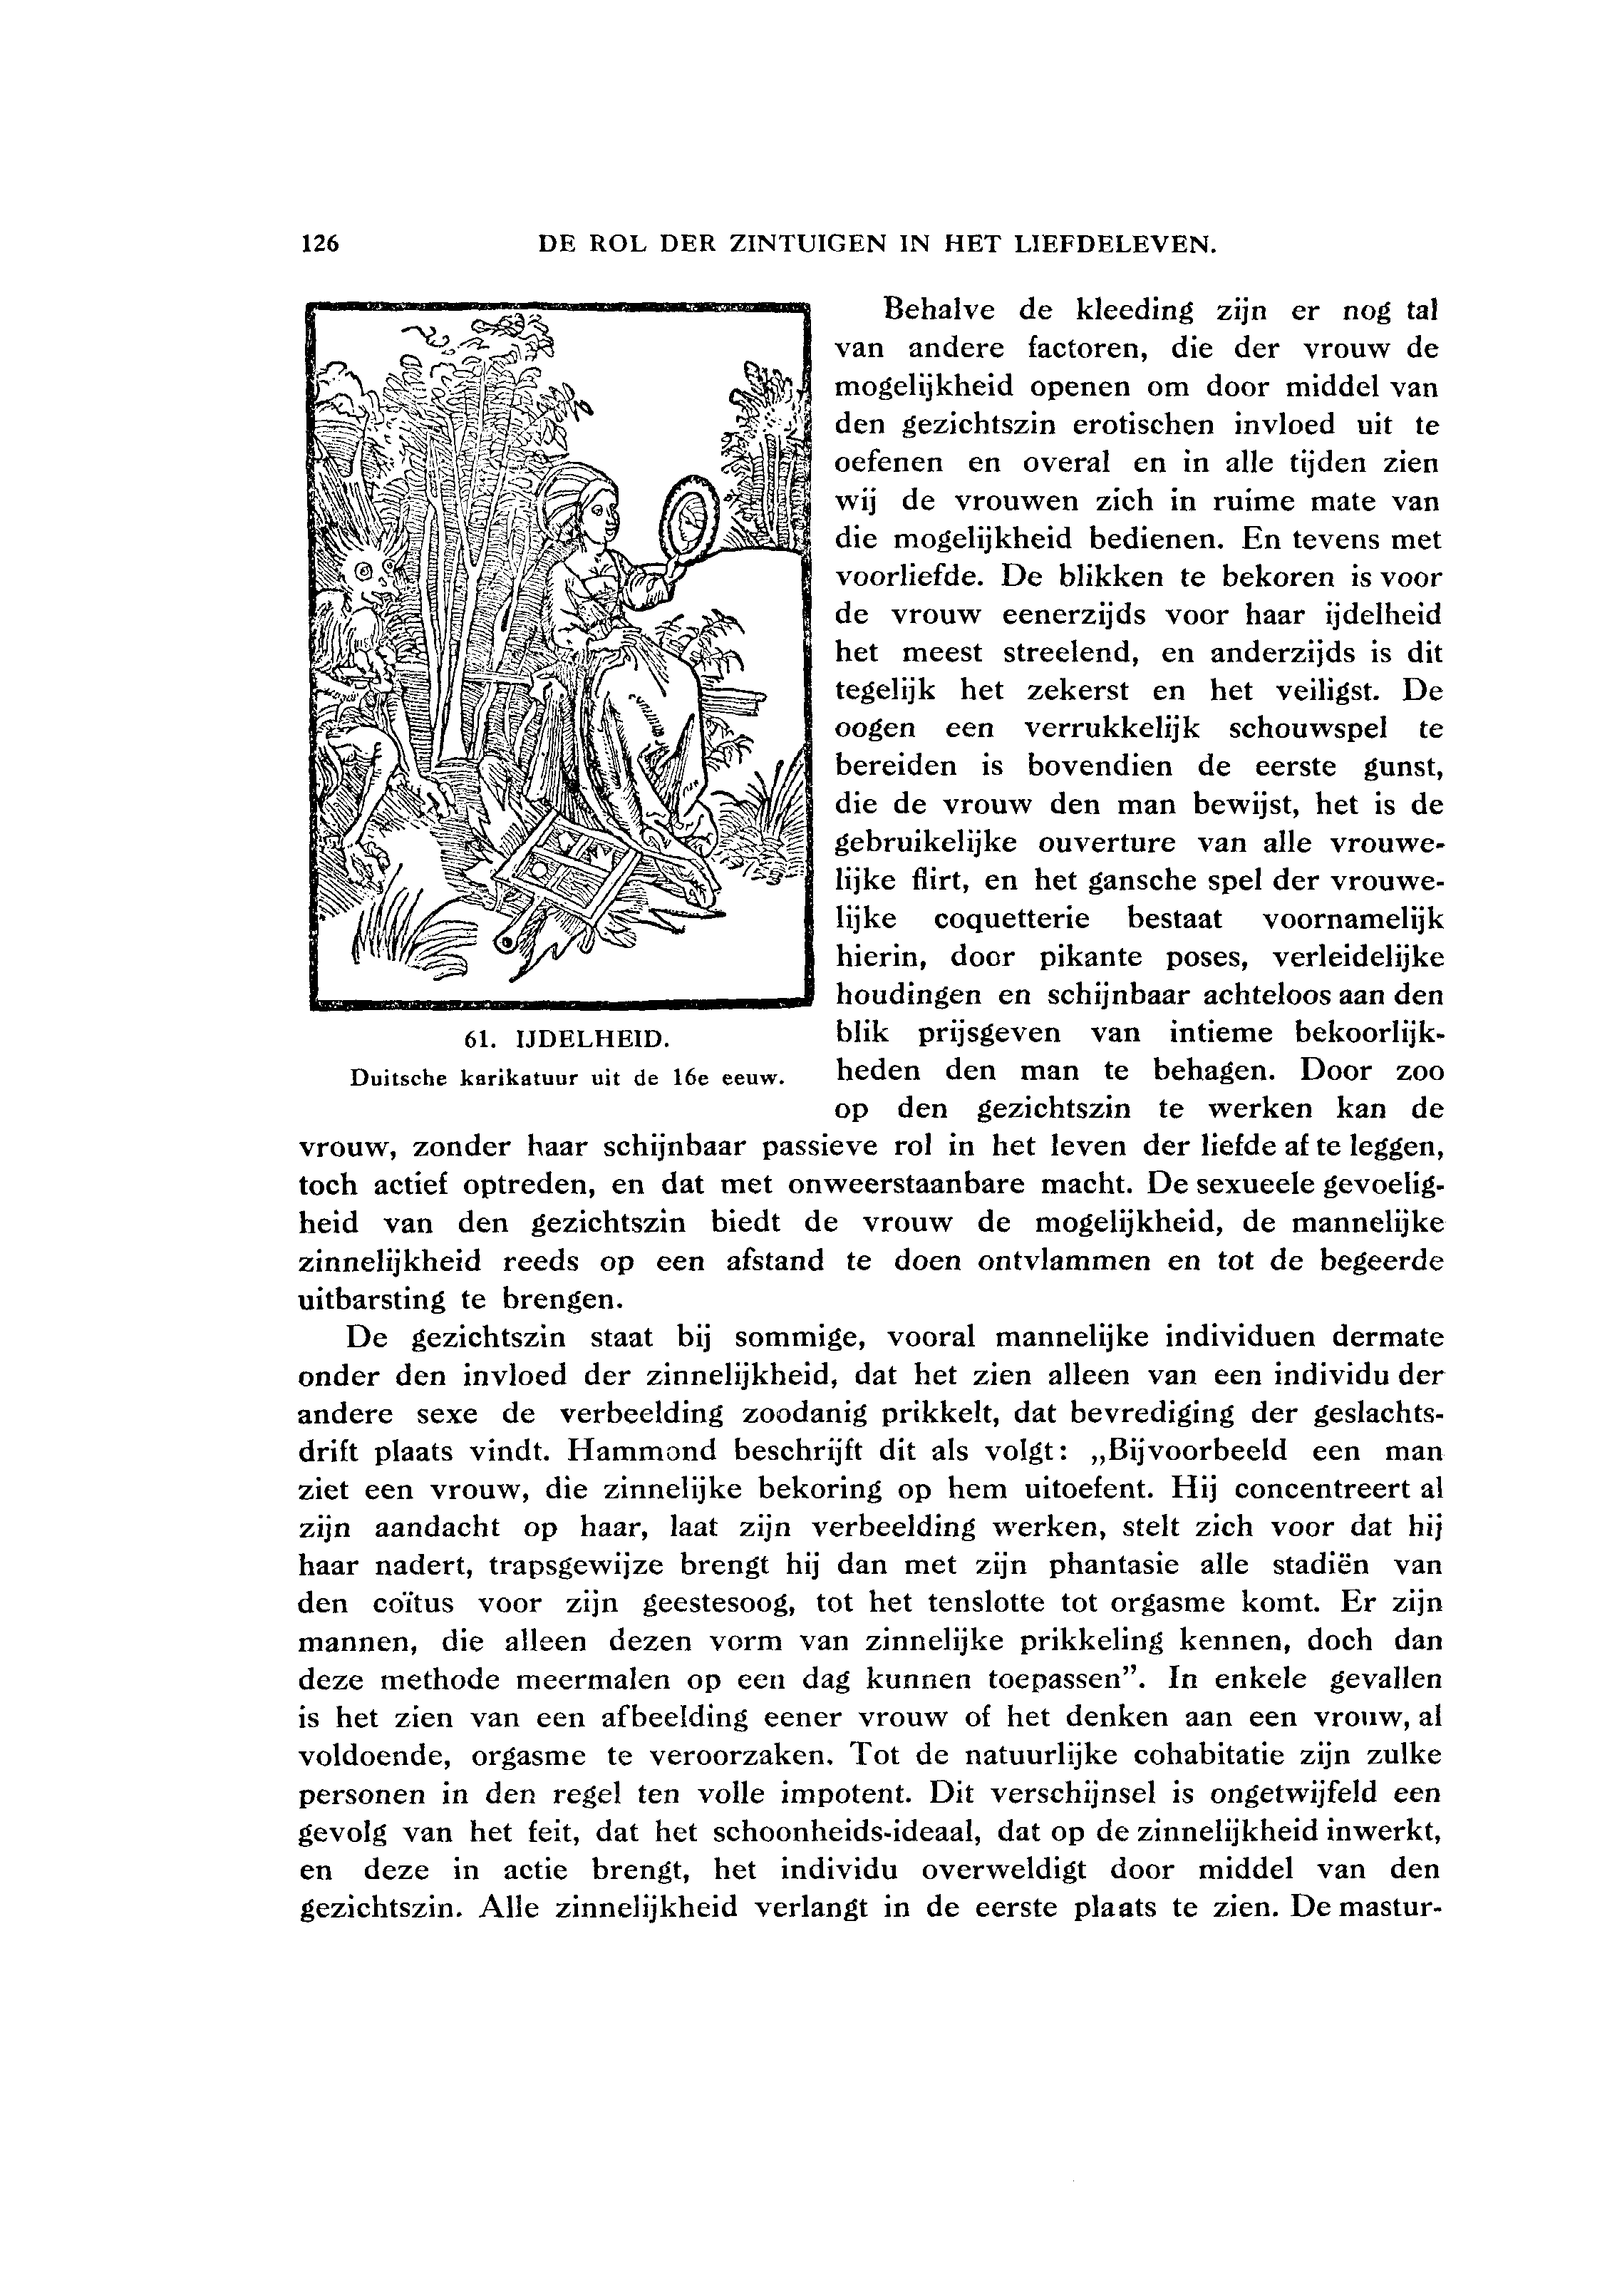 126
DE ROL DER ZINTUIGEN IN HET LIEFDELEVEN.
61. IJDELHEID.
Duitsche karikatuur uit de 16e eeuw.
Behalve de kleeding zijn er nog tal
van andere factoren, die der vrouw de
mogelijkheid openen om door middel van
den gezichtszin erotischen invloed uit te
oefenen en overal en in alle tijden zien
wij de vrouwen zich in ruime mate van
die mogelijkheid bedienen. En tevens met
voorliefde. De blikken te bekoren is voor
de vrouw eenerzijds voor haar ijdelheid
het meest streelend, en anderzijds is dit
tegelijk het zekerst en het veiligst. De
oogen een verrukkelijk schouwspel te
bereiden is bovendien de eerste gunst,
die de vrouw den man bewijst, het is de
gebruikelijke ouverture van alle vrouwe-
lijke flirt, en het gansche spel der vrouwe-
lijke coquetterie bestaat voornamelijk
hierin, door pikante poses, verleidelijke
houdingen en schijnbaar achteloos aan den
blik prijsgeven van intieme bekoorlijk-
heden den man te behagen. Door zoo
op den gezichtszin te werken kan de
vrouw, zonder haar schijnbaar passieve rol in het leven der liefde af te leggen,
toch actief optreden, en dat met onweerstaanbare macht. De sexueele gevoelig-
heid van den gezichtszin biedt de vrouw de mogelijkheid, de mannelijke
zinnelijkheid reeds op een afstand te doen ontvlammen en tot de begeerde
uitbarsting te brengen.
De gezichtszin staat bij sommige, vooral mannelijke individuen dermate
onder den invloed der zinnelijkheid, dat het zien alleen van een individu der
andere sexe de verbeelding zoodanig prikkelt, dat bevrediging der geslachts-
drift plaats vindt. Hammond beschrijft dit als volgt: „Bijvoorbeeld een man
ziet een vrouw, die zinnelijke bekoring op hem uitoefent. Hij concentreert al
zijn aandacht op haar, laat zijn verbeelding werken, stelt zich voor dat hij
haar nadert, trapsgewijze brengt hij dan met zijn phantasie alle stadiën van
den coïtus voor zijn geestesoog, tot het tenslotte tot orgasme komt. Er zijn
mannen, die alleen dezen vorm van zinnelijke prikkeling kennen, doch dan
deze methode meermalen op een dag kunnen toepassen”. In enkele gevallen
is het zien van een afbeelding eener vrouw of het denken aan een vrouw, al
voldoende, orgasme te veroorzaken. Tot de natuurlijke cohabitatie zijn zulke
personen in den regel ten volle impotent. Dit verschijnsel is ongetwijfeld een
gevolg van het feit, dat het schoonheids-ideaal, dat op de zinnelijkheid inwerkt,
en deze in actie brengt, het individu overweldigt door middel van den
gezichtszin. Alle zinnelijkheid verlangt in de eerste plaats te zien. De mastur-